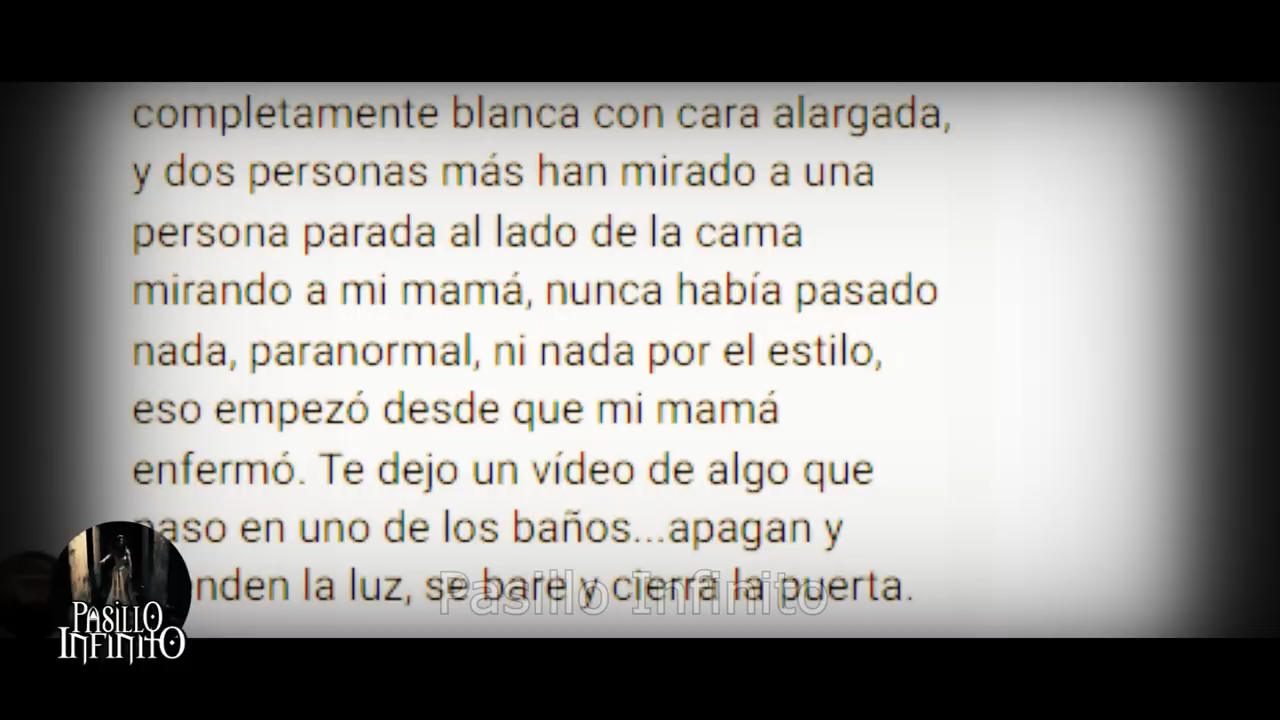 completamente blanca con cara alargada,
y dos personas más han mirado a una
persona parada al lado de la cama
mirando a mi mamá, nunca había pasado
nada, paranormal, ni nada por el estilo,
eso empezó desde que mi mamá
enfermó. Te dejo un vídeo de algo que
en uno de los baños...apagan y
la luz, se bare y cierra la puerta.
Pasillo Infinito
PASILLO
INFINITO